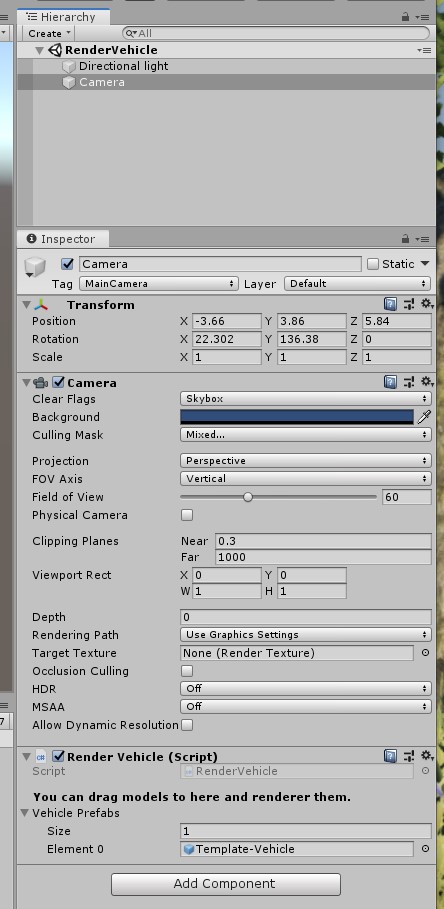 Hierarchy
Create All
RenderVehicle
Directional light
Camera
Inspector
Camera Static
Tag MainCamera Layer Default
Transform
Position X -3.66 Y 3.86 Z 5.84
Rotation X 22.302 Y 136.38 Z 0
Scale X 1 Y 1 Z 1
Camera
Clear Flags Skybox
Background
Culling Mask Mixed...
Projection Perspective
FOV Axis Vertical
Field of View 60
Physical Camera
Clipping Planes Near 0.3
Far 1000
Viewport Rect X 0 Y 0
W 1 H 1
Depth 0
Rendering Path Use Graphics Settings
Target Texture None (Render Texture)
Occlusion Culling
HDR Off
MSAA Off
Allow Dynamic Resolution
7
C# Render Vehicle (Script)
Script RenderVehicle
You can drag models to here and renderer them.
Vehicle Prefabs
Size 1
Element 0 Template-Vehicle
Add Component